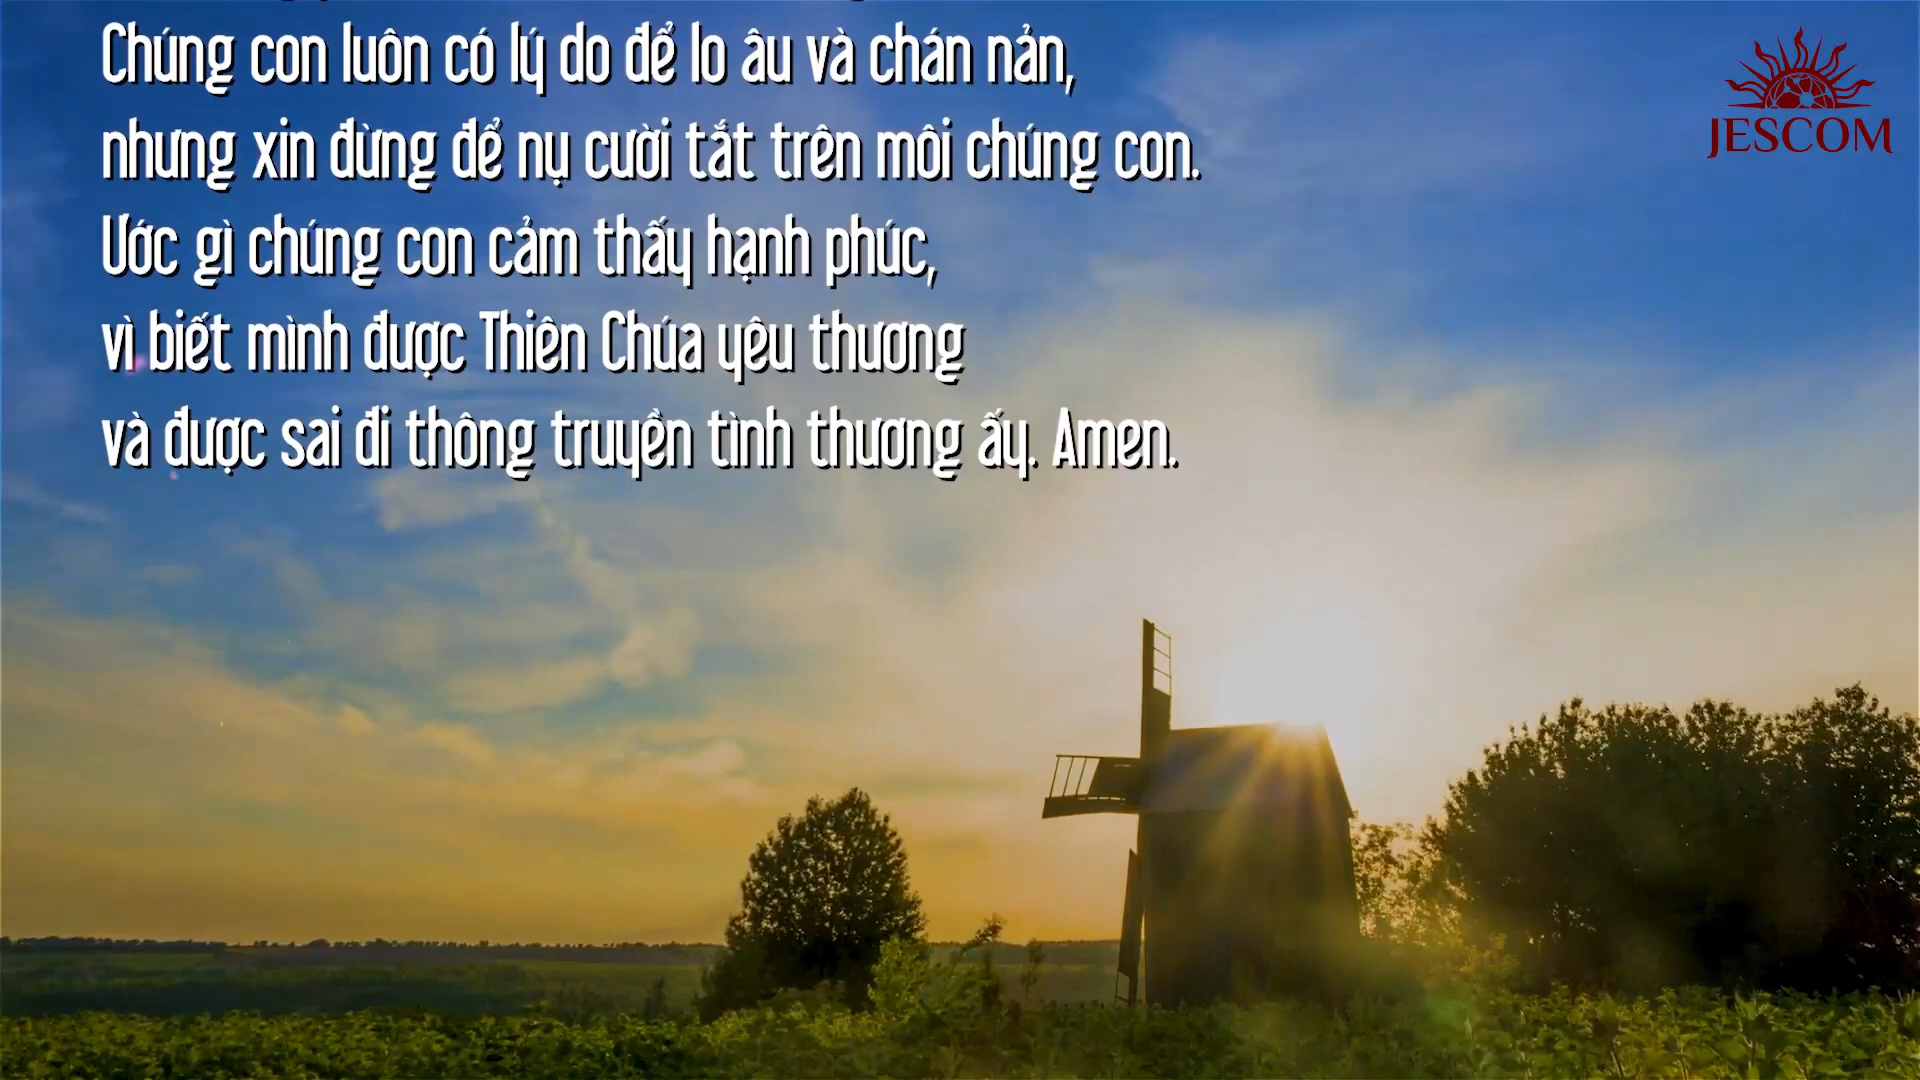 Chúng con luôn có lý do để lo âu và chán nản,
nhưng xin đừng để nụ cười tắt trên môi chúng con.
Ước gì chúng con cảm thấy hạnh phúc,
vì biết mình được Thiên Chúa yêu thương
và được sai đi thông truyền tình thương ấy. Amen.
JESCOM